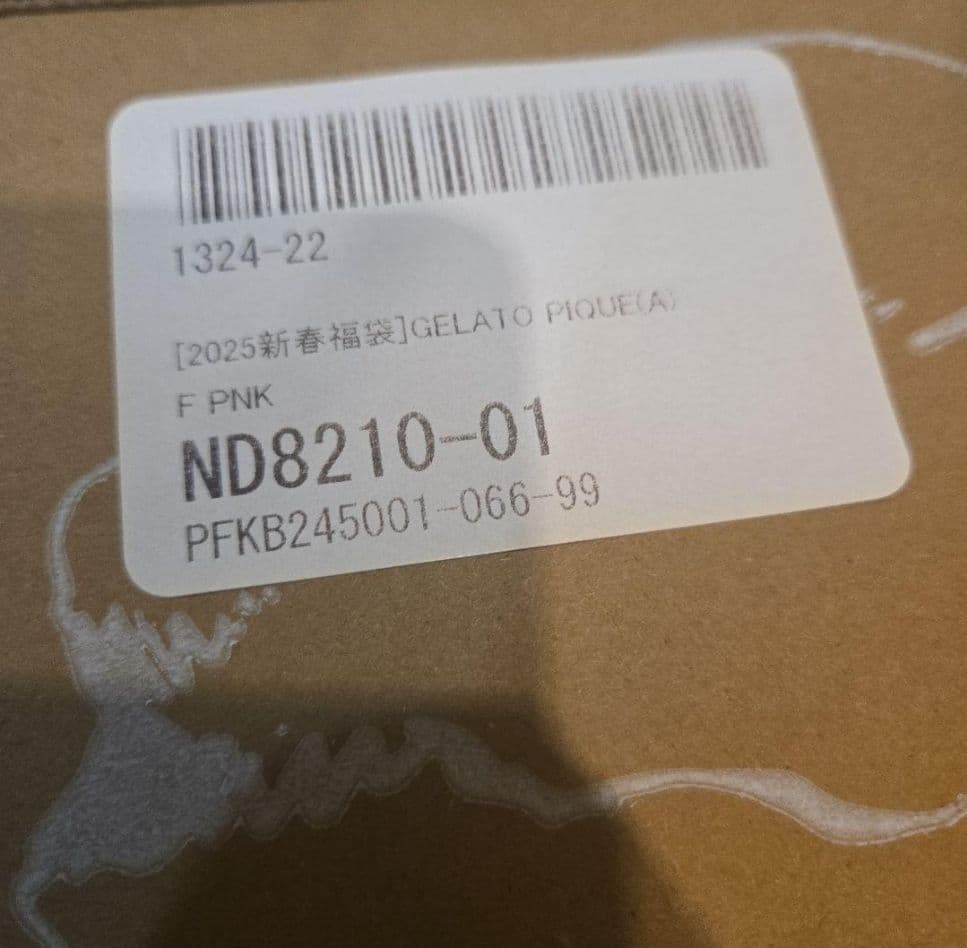 1324-22
[2025新春福袋]GELATO PIQUE(A)
F PNK
ND8210-01
PFKB245001-066-99